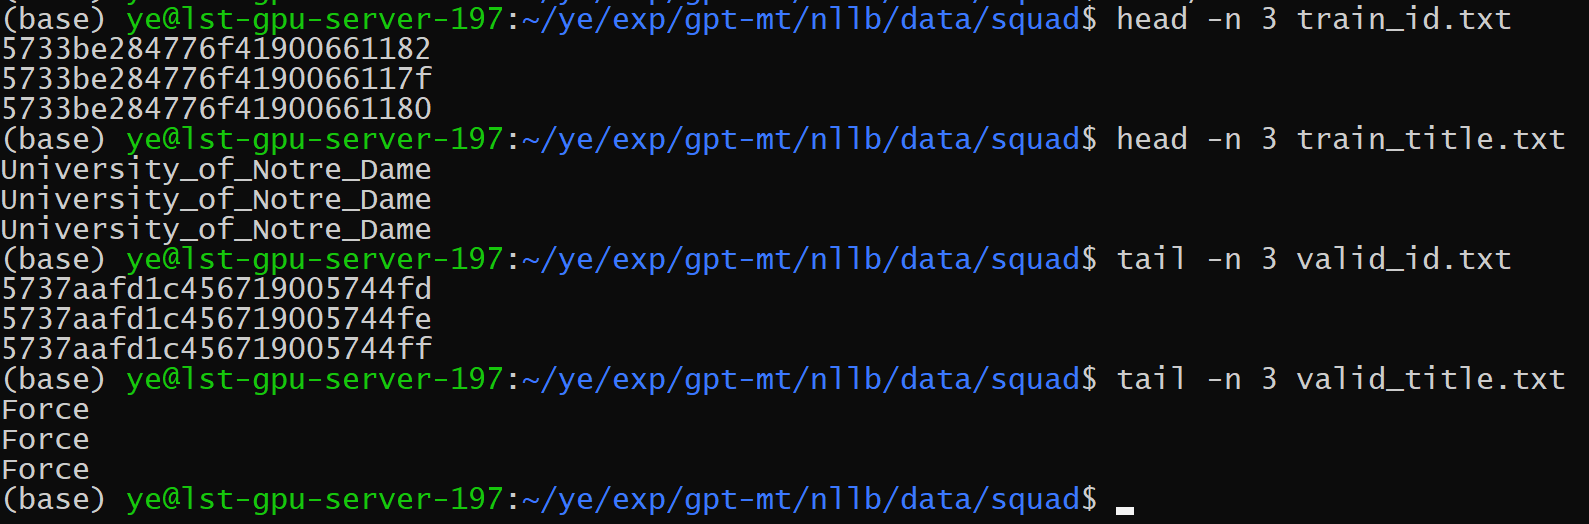 (base) ye@lst-gpu-server-197:~/ye/exp/gpt-mt/nllb/data/squad$ head -n 3 train_id.txt
5733be284776f41900661182
5733be284776f4190066117f
5733be284776f41900661180
(base) ye@lst-gpu-server-197:~/ye/exp/gpt-mt/nllb/data/squad$ head -n 3 train_title.txt
University_of_Notre_Dame
University_of_Notre_Dame
University_of_Notre_Dame
(base) ye@lst-gpu-server-197:~/ye/exp/gpt-mt/nllb/data/squad$ tail -n 3 valid_id.txt
5737aafd1c456719005744fd
5737aafd1c456719005744fe
5737aafd1c456719005744ff
(base) ye@lst-gpu-server-197:~/ye/exp/gpt-mt/nllb/data/squad$ tail -n 3 valid_title.txt
Force
Force
Force
(base) ye@lst-gpu-server-197:~/ye/exp/gpt-mt/nllb/data/squad$